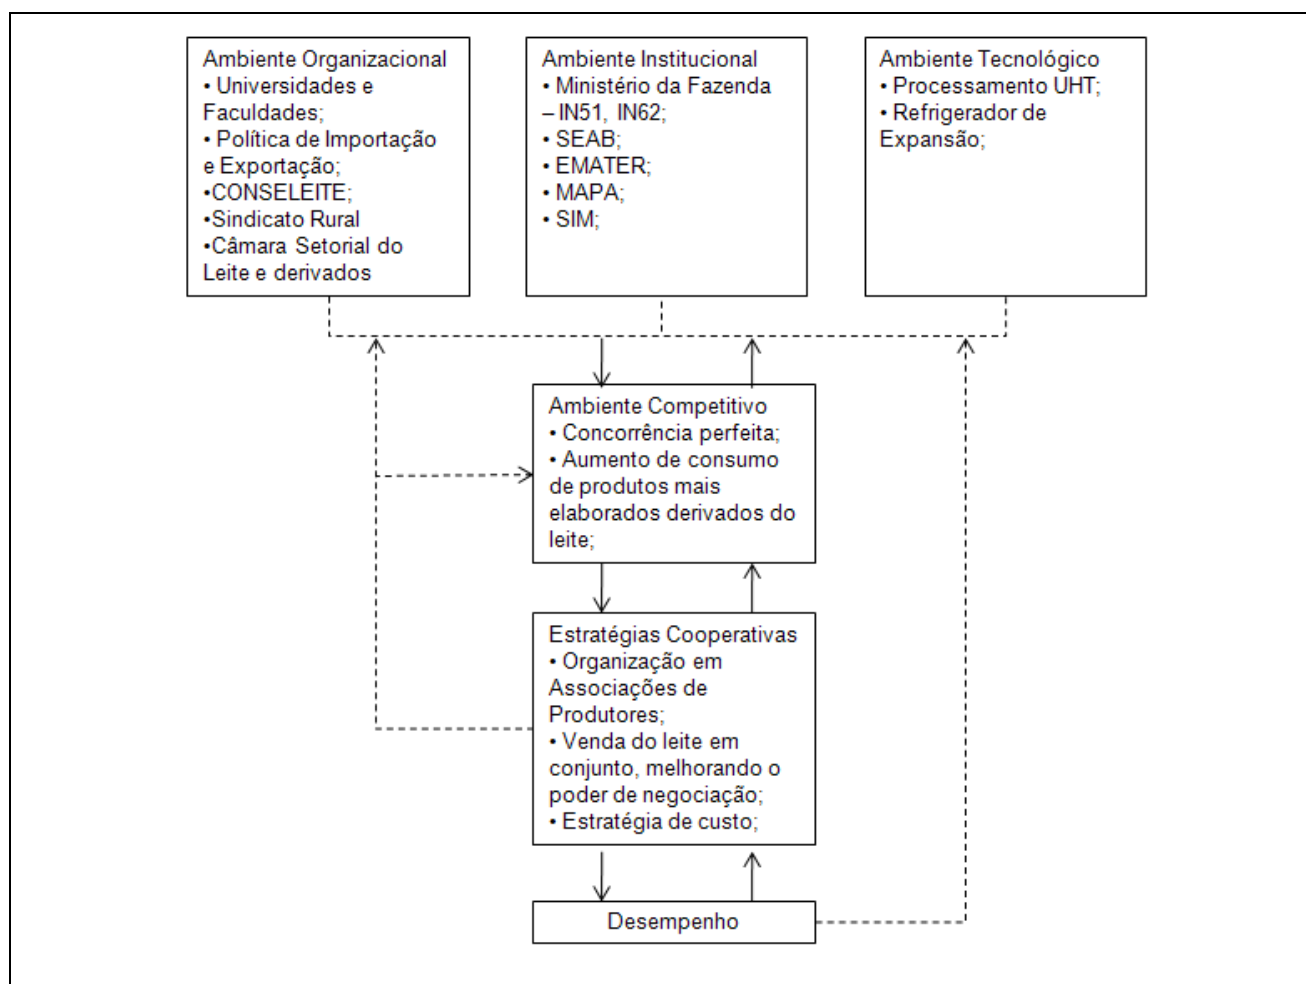 Ambiente Organizacional
• Universidades e
Faculdades;
• Política de Importação
e Exportação;
•CONSELEITE;
•Sindicato Rural
•Câmara Setorial do
Leite e derivados
Ambiente Institucional
• Ministério da Fazenda
– IN51, IN62;
• SEAB;
• EMATER;
• MAPA;
• SIM;
Ambiente Tecnológico
• Processamento UHT;
• Refrigerador de
Expansão;
Ambiente Competitivo
• Concorrência perfeita;
• Aumento de consumo
de produtos mais
elaborados derivados do
leite;
Estratégias Cooperativas
• Organização em
Associações de
Produtores;
• Venda do leite em
conjunto, melhorando o
poder de negociação;
• Estratégia de custo;
Desempenho